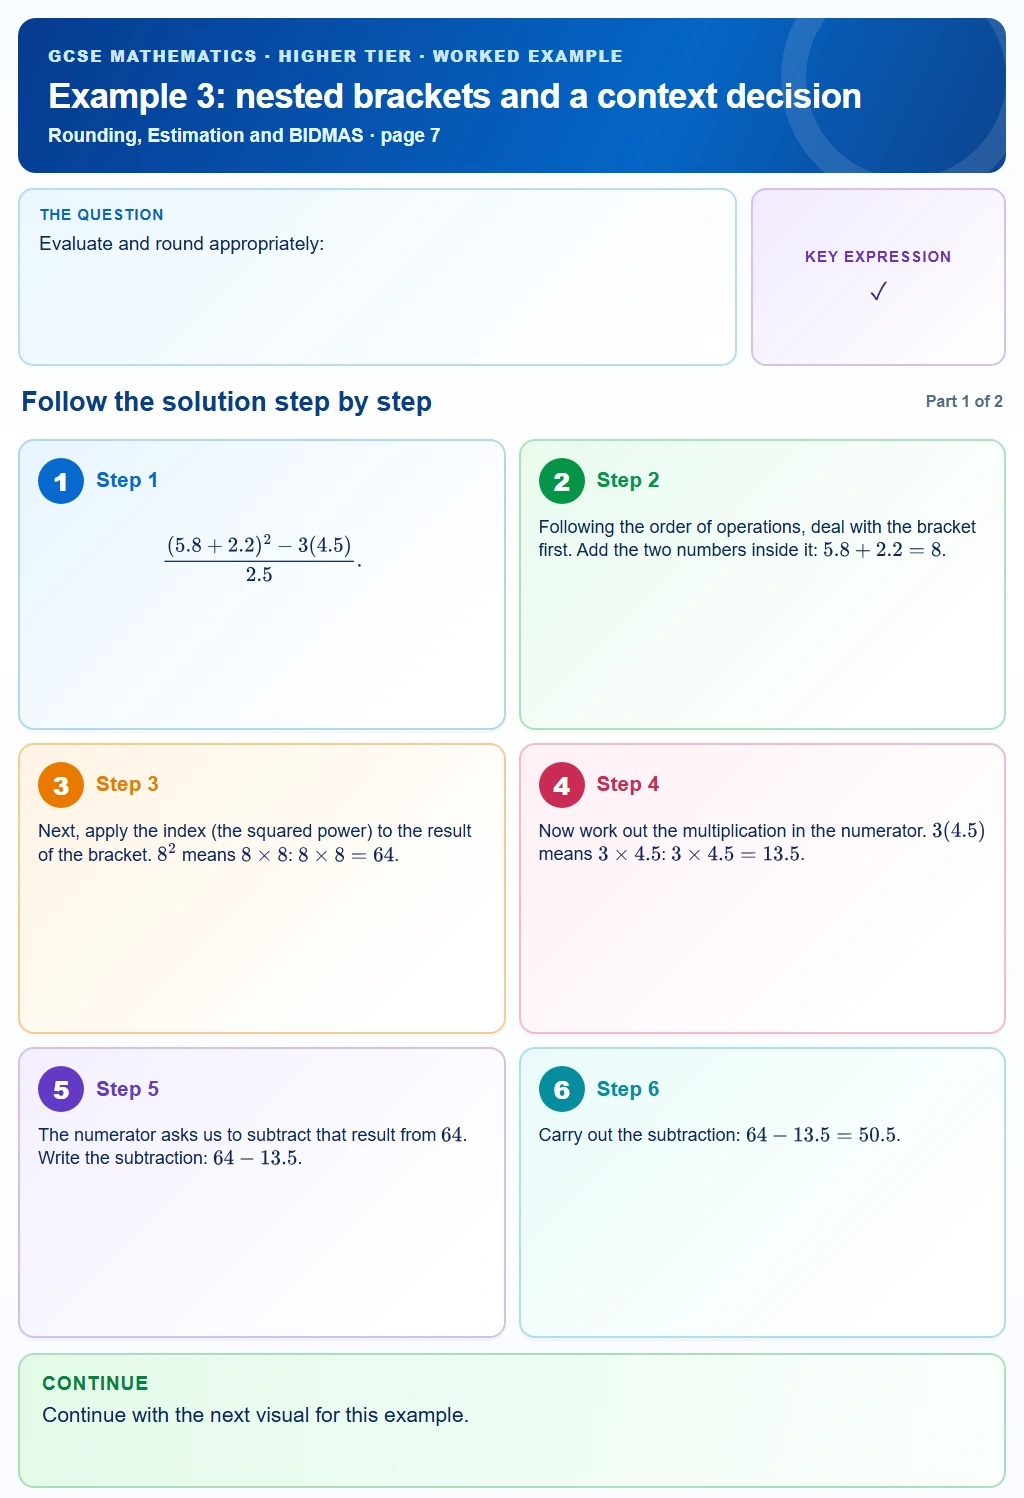 GCSE MATHEMATICS · HIGHER TIER · WORKED EXAMPLE
Example 3: nested brackets and a context decision
Rounding, Estimation and BIDMAS · page 7
THE QUESTION
Evaluate and round appropriately:
KEY EXPRESSION
✓
Follow the solution step by step
Part 1 of 2
1 Step 1
(5.8 + 2.2)² − 3(4.5)
2.5
.
2 Step 2
Following the order of operations, deal with the bracket
first. Add the two numbers inside it: 5.8 + 2.2 = 8.
3 Step 3
Next, apply the index (the squared power) to the result
of the bracket. 8² means 8 × 8: 8 × 8 = 64.
4 Step 4
Now work out the multiplication in the numerator. 3(4.5)
means 3 × 4.5: 3 × 4.5 = 13.5.
5 Step 5
The numerator asks us to subtract that result from 64.
Write the subtraction: 64 − 13.5.
6 Step 6
Carry out the subtraction: 64 − 13.5 = 50.5.
CONTINUE
Continue with the next visual for this example.